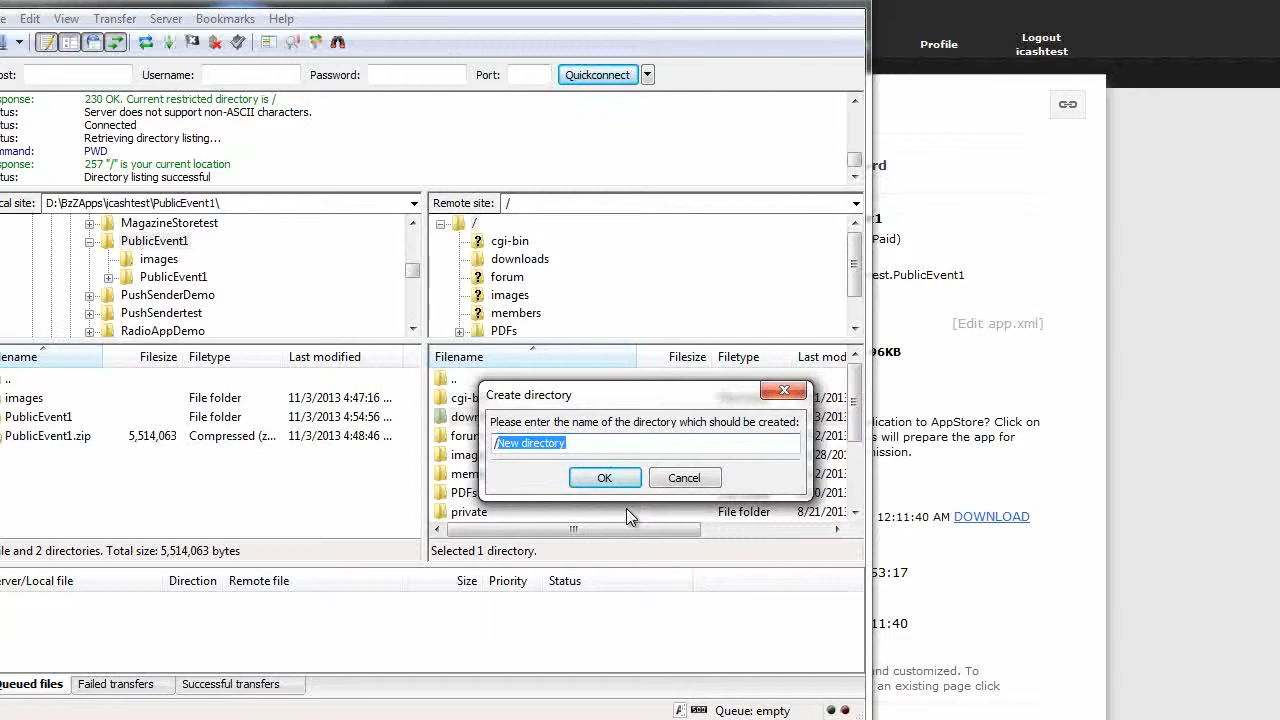 Edit View Transfer Server Bookmarks Help
Profile
Logout
icashtest
Username: Password: Port: Quickconnect
230 OK. Current restricted directory is /
Server does not support non-ASCII characters.
Connected
Retrieving directory listing...
PWD
257 "/" is your current location
Directory listing successful
D:\BzZApps\icashtest\PublicEvent1\
Remote site: /
MagazineStoretest
PublicEvent1
images
PublicEvent1
PushSenderDemo
PushSendertest
RadioAppDemo
/
cgi-bin
downloads
forum
images
members
PDFs
Filesize Filetype Last modified
..
images File folder 11/3/2013 4:47:16 ...
PublicEvent1 File folder 11/3/2013 4:54:56 ...
PublicEvent1.zip 5,514,063 Compressed (z... 11/3/2013 4:48:46 ...
Filename Filesize Filetype Last mod
..
PDFs
private File folder 8/21/2013
Create directory
Please enter the name of the directory which should be created:
/New directory
OK Cancel
and 2 directories. Total size: 5,514,063 bytes
Selected 1 directory.
Server/Local file Direction Remote file Size Priority Status
Queued files Failed transfers Successful transfers
Queue: empty
Paid)
est.PublicEvent1
[Edit app.xml]
96KB
lication to AppStore? Click on
s will prepare a package
12:11:40 AM DOWNLOAD
53:17
11:40
and customized. To
an existing page click